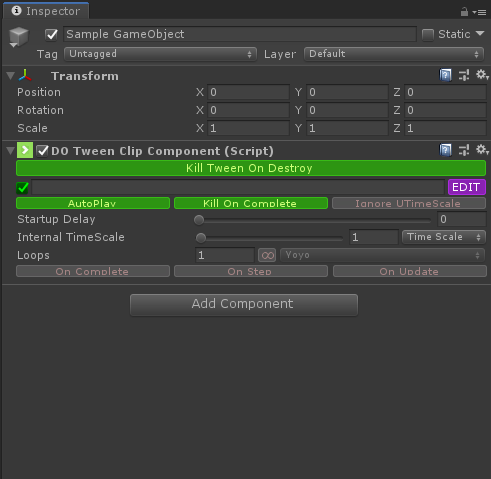 Inspector
Sample GameObject Static
Tag Untagged Layer Default
Transform
Position X 0 Y 0 Z 0
Rotation X 0 Y 0 Z 0
Scale X 1 Y 1 Z 1
DO Tween Clip Component (Script)
Kill Tween On Destroy
EDIT
AutoPlay Kill On Complete Ignore UTimeScale
Startup Delay 0
Internal TimeScale 1 Time Scale
Loops 1 ∞ Yoyo
On Complete On Step On Update
Add Component